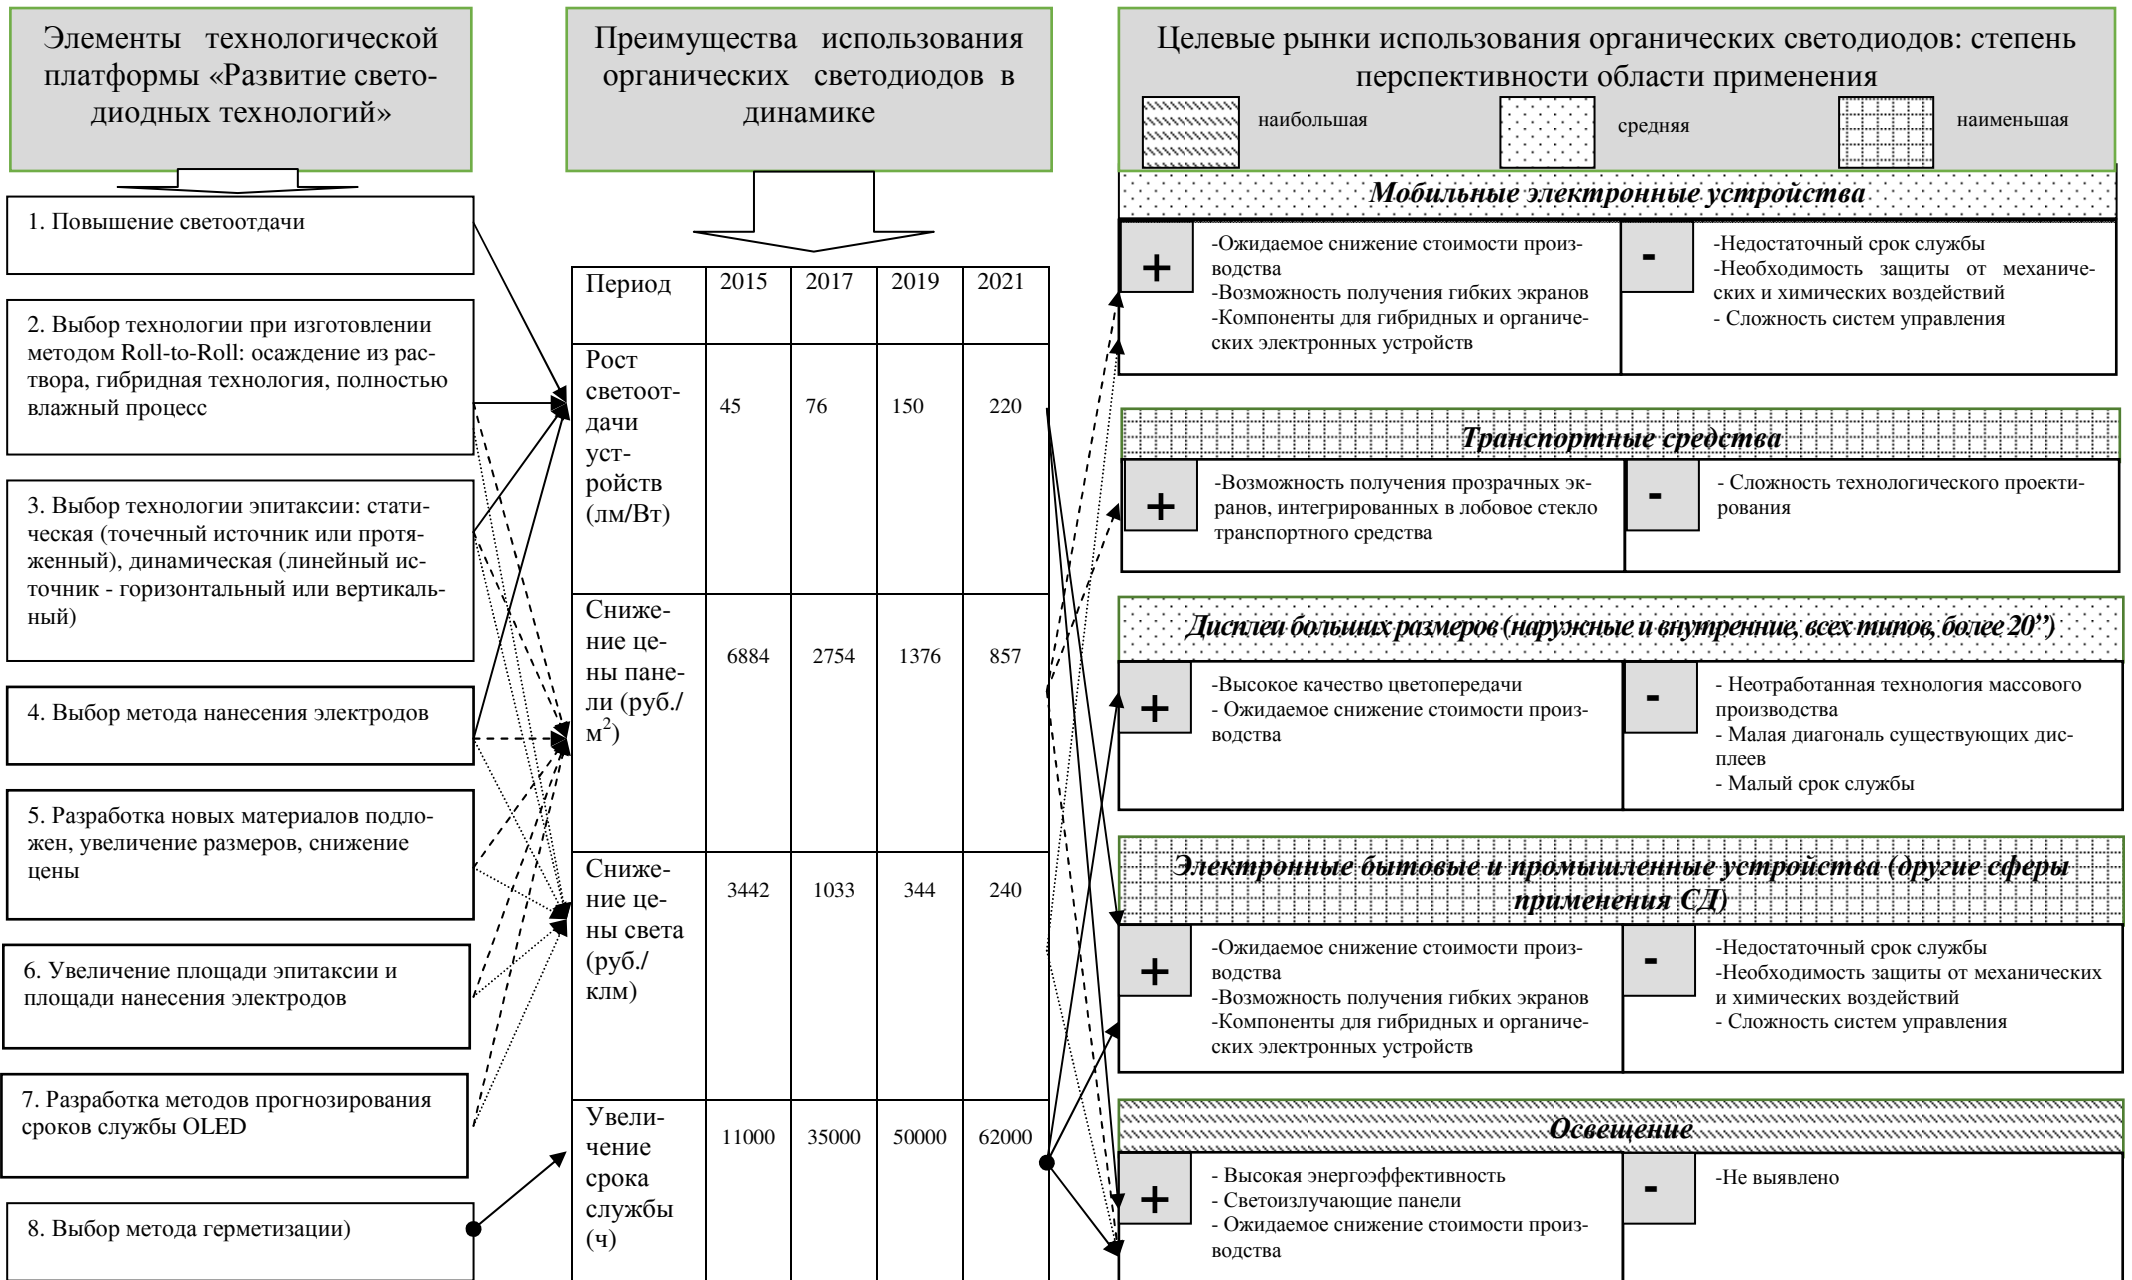 Элементы технологической
платформы «Развитие свето-
диодных технологий»
1. Повышение светоотдачи
2. Выбор технологии при изготовлении
методом Roll-to-Roll: осаждение из рас-
твора, гибридная технология, полностью
влажный процесс
3. Выбор технологии эпитаксии: стати-
ческая (точечный источник или протя-
женный), динамическая (линейный ис-
точник - горизонтальный или вертикаль-
ный)
4. Выбор метода нанесения электродов
5. Разработка новых материалов подло-
жен, увеличение размеров, снижение
цены
6. Увеличение площади эпитаксии и
площади нанесения электродов
7. Разработка методов прогнозирования
сроков службы OLED
8. Выбор метода герметизации)
Преимущества использования
органических светодиодов в
динамике
Период 2015 2017 2019 2021
Рост
светоот-
дачи
уст-
ройств
(лм/Вт)
45 76 150 220
Сниже-
ние це-
ны пане-
ли (руб./
м²)
6884 2754 1376 857
Сниже-
ние це-
ны света
(руб./
клм)
3442 1033 344 240
Увели-
чение
срока
службы
(ч)
11000 35000 50000 62000
Целевые рынки использования органических светодиодов: степень
перспективности области применения
наибольшая
средняя
наименьшая
Мобильные электронные устройства
+
-Ожидаемое снижение стоимости произ-
водства
-Возможность получения гибких экранов
-Компоненты для гибридных и органиче-
ских электронных устройств
-
-Недостаточный срок службы
-Необходимость защиты от механиче-
ских и химических воздействий
- Сложность систем управления
Транспортные средства
+
-Возможность получения прозрачных эк-
ранов, интегрированных в лобовое стекло
транспортного средства
-
- Сложность технологического проекти-
рования
Дисплеи больших размеров (наружные и внутренние, всех типов, более 20”)
+
-Высокое качество цветопередачи
- Ожидаемое снижение стоимости произ-
водства
-
- Неотработанная технология массового
производства
- Малая диагональ существующих дис-
плеев
- Малый срок службы
Электронные бытовые и промышленные устройства (другие сферы
применения СД)
+
-Ожидаемое снижение стоимости произ-
водства
-Возможность получения гибких экранов
-Компоненты для гибридных и органиче-
ских электронных устройств
-
-Недостаточный срок службы
-Необходимость защиты от механических
и химических воздействий
- Сложность систем управления
Освещение
+
- Высокая энергоэффективность
- Светоизлучающие панели
- Ожидаемое снижение стоимости произ-
водства
-
-Не выявлено